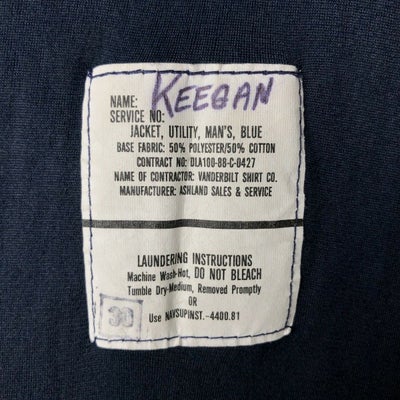 NAME: KEEGAN
SERVICE NO:
JACKET, UTILITY, MAN'S, BLUE
BASE FABRIC: 50% POLYESTER/50% COTTON
CONTRACT NO: DLA100-88-C-0427
NAME OF CONTRACTOR: VANDERBILT SHIRT CO.
MANUFACTURER: ASHLAND SALES & SERVICE
LAUNDERING INSTRUCTIONS
Machine Wash-Hot, DO NOT BLEACH
Tumble Dry-Medium, Removed Promptly
OR
Use NAVSUPINST.-4400.81
30